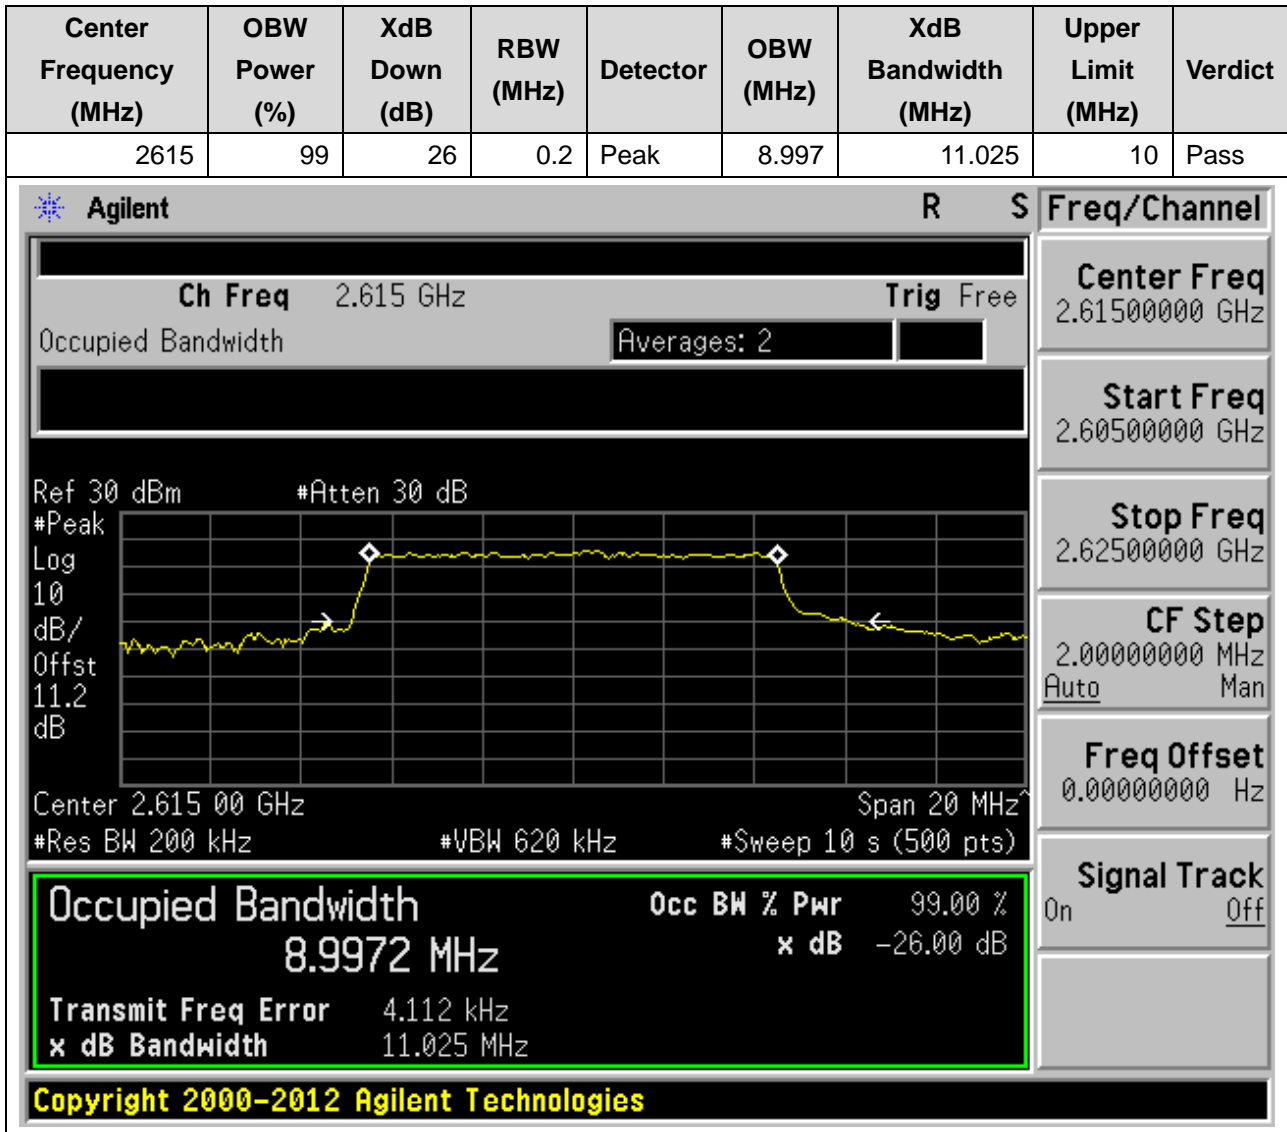 Center Frequency (MHz) OBW Power (%) XdB Down (dB) RBW (MHz) Detector OBW (MHz) XdB Bandwidth (MHz) Upper Limit (MHz) Verdict
2615 99 26 0.2 Peak 8.997 11.025 10 Pass
Agilent R S Freq/Channel
Ch Freq 2.615 GHz Trig Free
Occupied Bandwidth Averages: 2
Center Freq
2.61500000 GHz
Start Freq
2.60500000 GHz
Stop Freq
2.62500000 GHz
CF Step
2.00000000 MHz
Auto Man
Freq Offset
0.00000000 Hz
Signal Track
On Off
Ref 30 dBm #Atten 30 dB
#Peak
Log
10
dB/
Offst
11.2
dB
Center 2.615 00 GHz Span 20 MHz^
#Res BW 200 kHz #VBW 620 kHz #Sweep 10 s (500 pts)
Occupied Bandwidth Occ BW % Pwr 99.00 %
8.9972 MHz x dB -26.00 dB
Transmit Freq Error 4.112 kHz
x dB Bandwidth 11.025 MHz
Copyright 2000-2012 Agilent Technologies